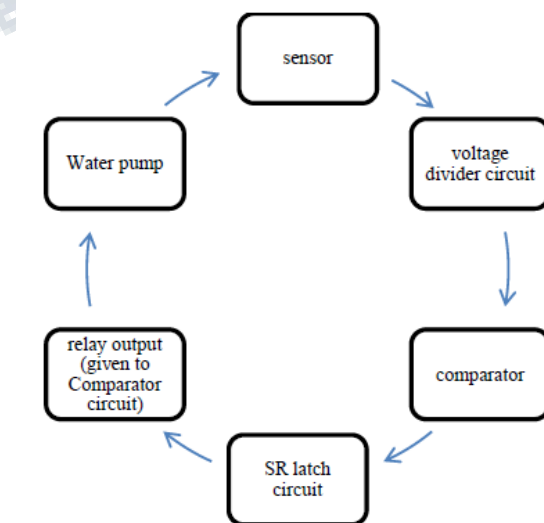 sensor
voltage
divider circuit
comparator
SR latch
circuit
relay output
(given to
Comparator
circuit)
Water pump